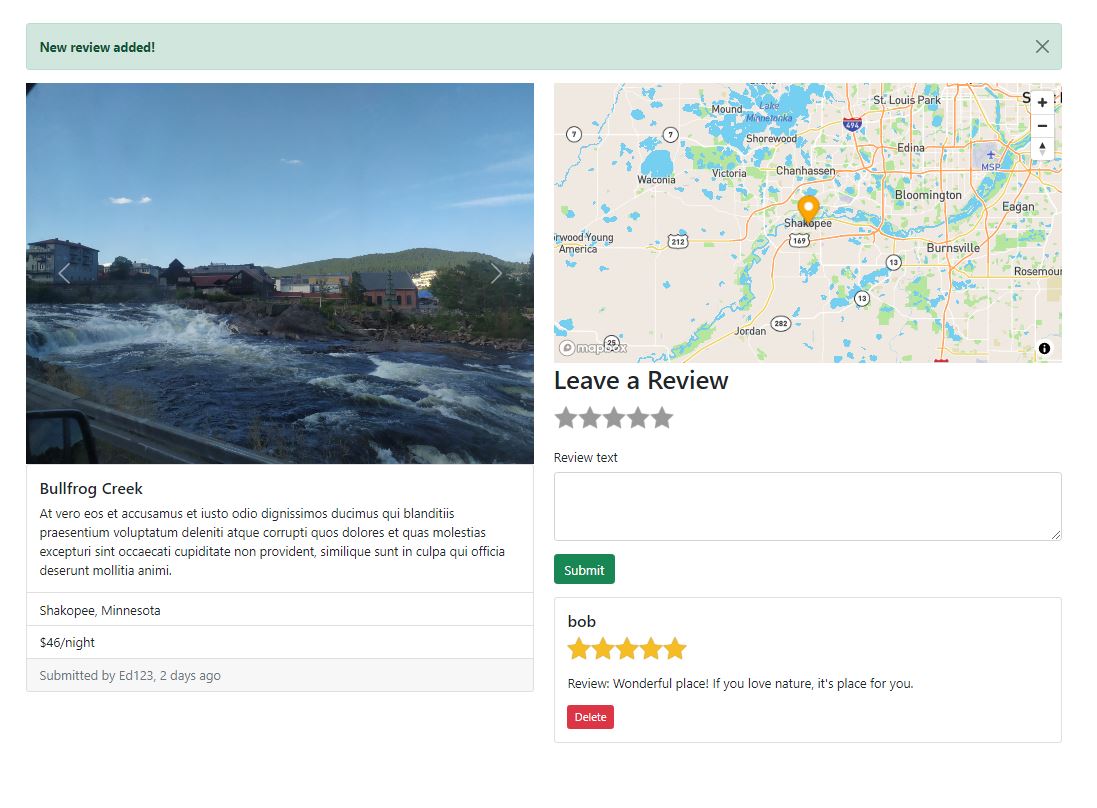 New review added!
Lake
Minnetonka
Mound
St. Louis Park
494
7
7
Shorewood
Edina
MSP
Waconia
Victoria
Chanhassen
Bloomington
Eagan
Shakopee
169
212
rwood Young
America
Burnsville
13
Rosemou
13
282
Jordan
25
mapbox
Leave a Review
Review text
Submit
Bullfrog Creek
At vero eos et accusamus et iusto odio dignissimos ducimus qui blanditiis
praesentium voluptatum deleniti atque corrupti quos dolores et quas molestias
excepturi sint occaecati cupiditate non provident, similique sunt in culpa qui officia
deserunt mollitia animi.
Shakopee, Minnesota
$46/night
Submitted by Ed123, 2 days ago
bob
Review: Wonderful place! If you love nature, it's place for you.
Delete